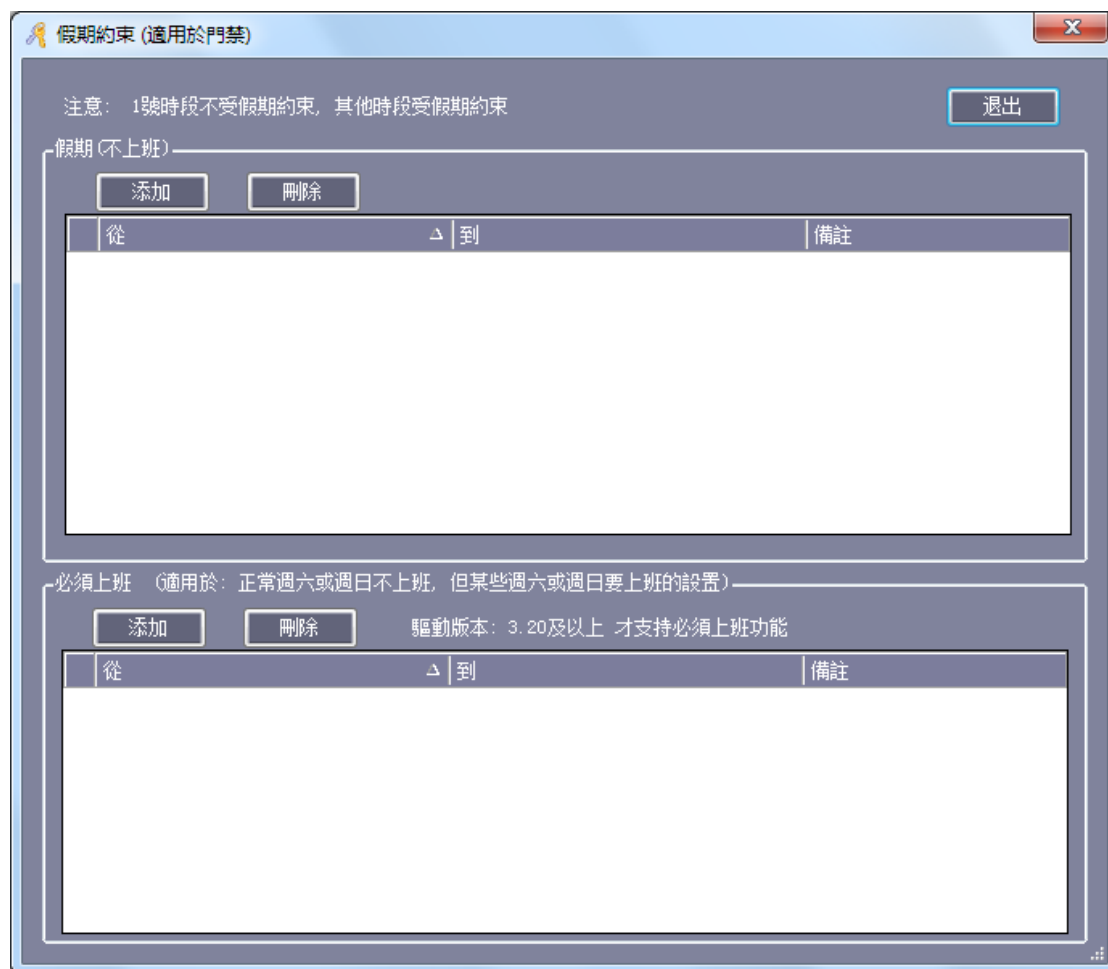 假期約束 (適用於門禁)
注意: 1號時段不受假期約束, 其他時段受假期約束
退出
假期(不上班)
添加 刪除
從 到 備註
必須上班 (適用於: 正常週六或週日不上班, 但某些週六或週日要上班的設置)
添加 刪除 驅動版本: 3.20及以上 才支持必須上班功能
從 到 備註